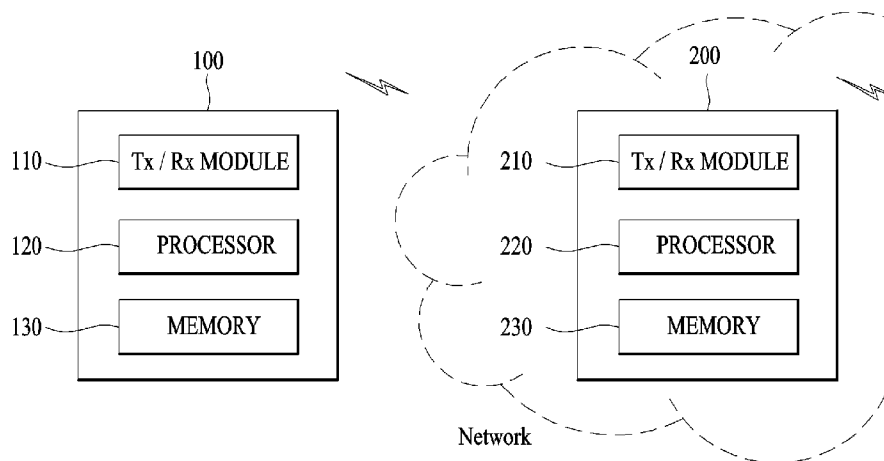 100
200
110
Tx / Rx MODULE
210
Tx / Rx MODULE
120
PROCESSOR
220
PROCESSOR
130
MEMORY
230
MEMORY
Network